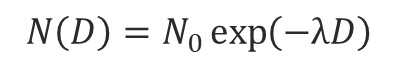 N(D) = N₀ exp(−λD)